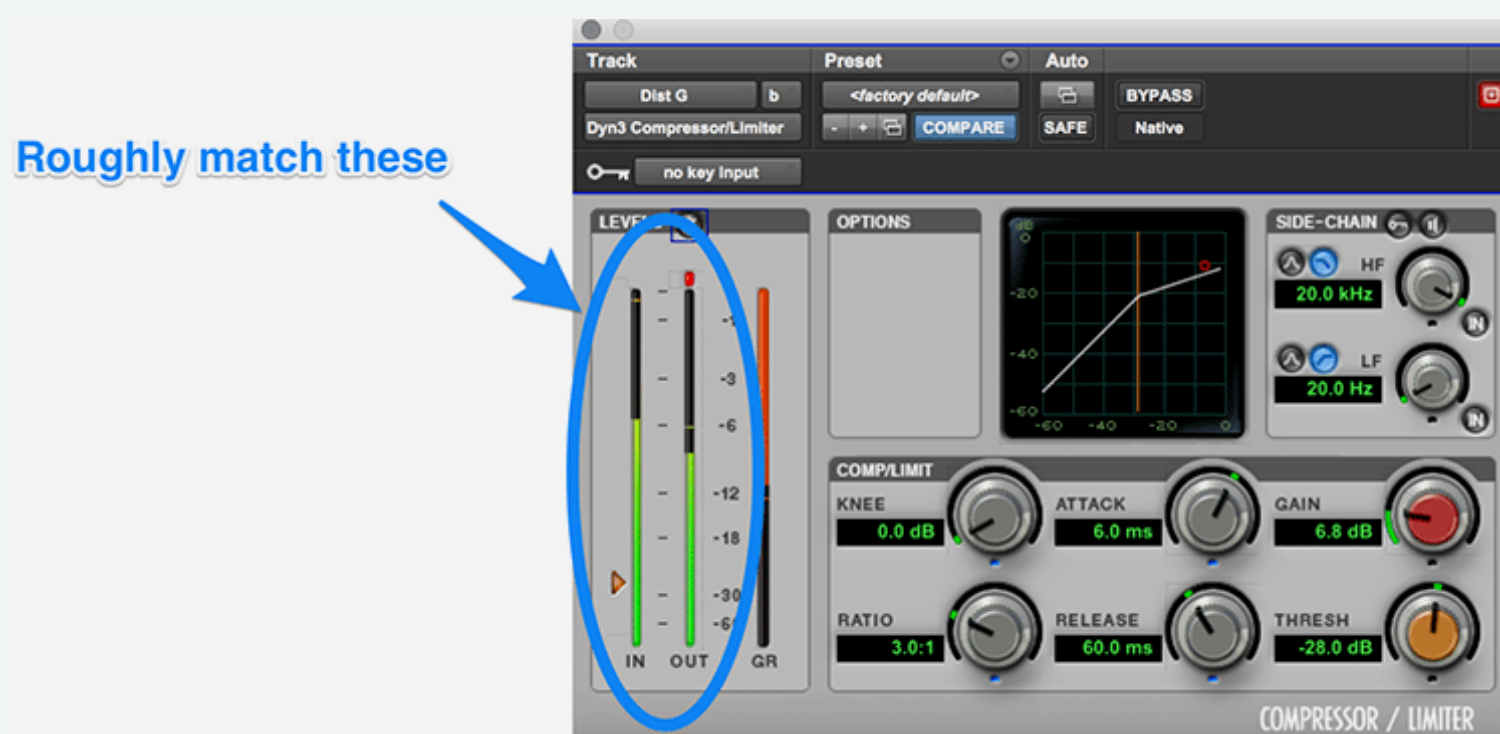 Roughly match these
Track Preset Auto
Dist G b <factory default> BYPASS
Dyn3 Compressor/Limiter - + COMPARE SAFE Native
no key input
OPTIONS
SIDE-CHAIN
HF
20.0 kHz
IN
LF
20.0 Hz
IN
dB
0
-20
-40
-60
-60 -40 -20 0
-3
-6
-12
-18
-30
IN OUT GR
COMP/LIMIT
KNEE ATTACK GAIN
0.0 dB 6.0 ms 6.8 dB
RATIO RELEASE THRESH
3.0:1 60.0 ms -28.0 dB
COMPRESSOR / LIMITER